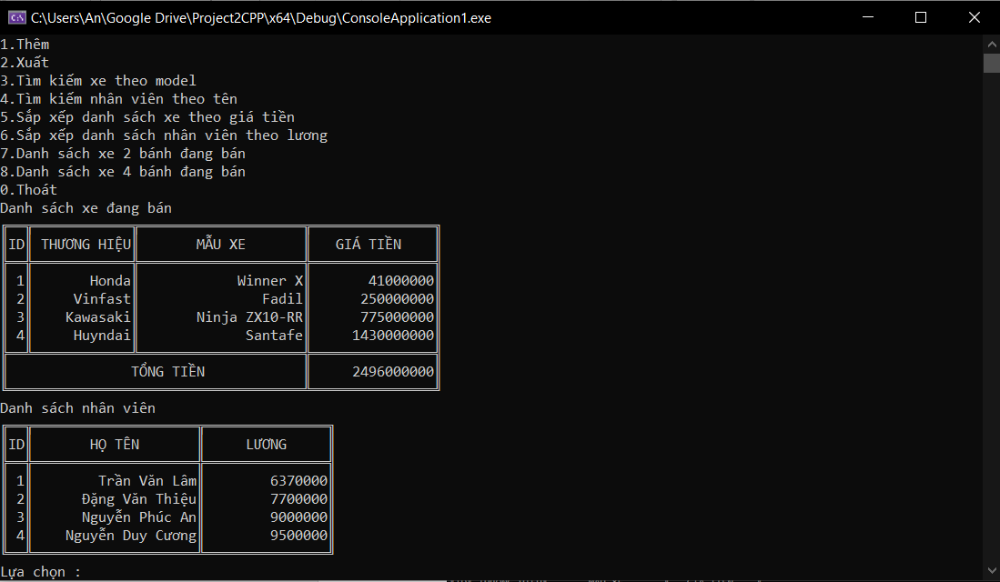 C:\Users\An\Google Drive\Project2CPP\x64\Debug\ConsoleApplication1.exe
1.Thêm
2.Xuất
3.Tìm kiếm xe theo model
4.Tìm kiếm nhân viên theo tên
5.Sắp xếp danh sách xe theo giá tiền
6.Sắp xếp danh sách nhân viên theo lương
7.Danh sách xe 2 bánh đang bán
8.Danh sách xe 4 bánh đang bán
0.Thoát
Danh sách xe đang bán
ID THƯƠNG HIỆU MẪU XE GIÁ TIỀN
1 Honda Winner X 41000000
2 Vinfast Fadil 250000000
3 Kawasaki Ninja ZX10-RR 775000000
4 Huyndai Santafe 1430000000
TỔNG TIỀN 2496000000
Danh sách nhân viên
ID HỌ TÊN LƯƠNG
1 Trần Văn Lâm 6370000
2 Đặng Văn Thiệu 7700000
3 Nguyễn Phúc An 9000000
4 Nguyễn Duy Cương 9500000
Lựa chọn :